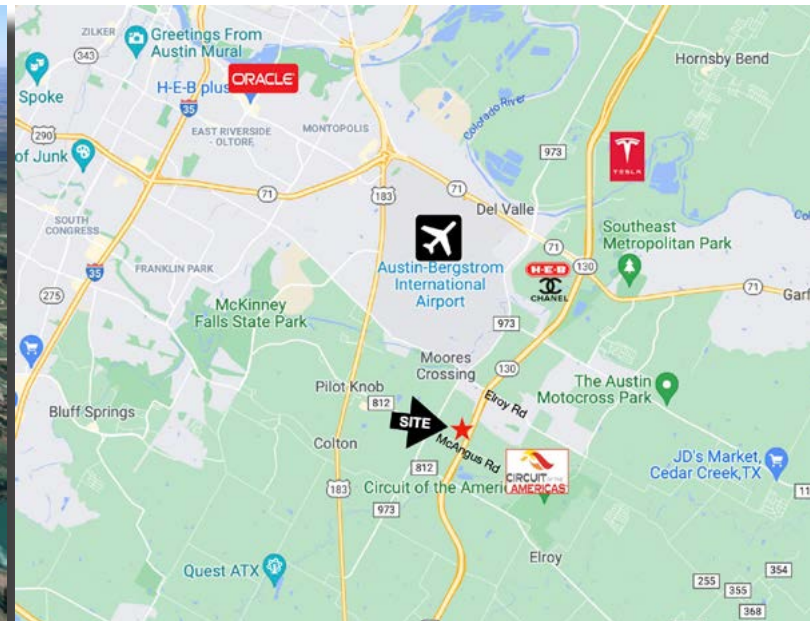 ZILKER
Greetings From
Austin Mural
Hornsby Bend
343
ORACLE
H-E-B plus
Spoke
35
Colorado River
EAST RIVERSIDE
- OLTORF
MONTOPOLIS
290
of Junk
973
TESLA
71
183
71
Del Valle
SOUTH
CONGRESS
Southeast
Metropolitan Park
71
35
FRANKLIN PARK
Austin-Bergstrom
International
Airport
H-E-B
CHANEL
130
275
71
Garf
McKinney
Falls State Park
973
Moores
Crossing
130
Pilot Knob
812
Elroy Rd
The Austin
Motocross Park
Bluff Springs
SITE
Colton
McAngus Rd
812
CIRCUIT OF THE
AMERICAS
JD's Market,
Cedar Creek,TX
183
Circuit of the Ameri
973
Elroy
Quest ATX
255
354
355
368